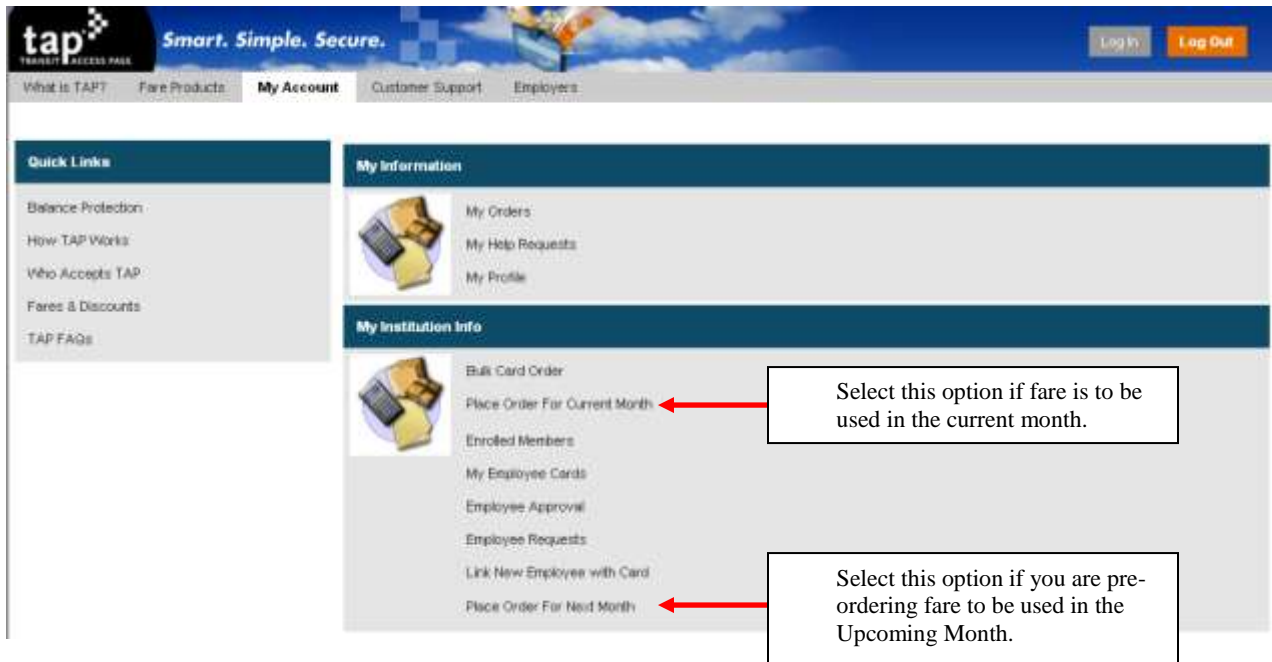 tap
TRANSIT ACCESS PASS
Smart. Simple. Secure.
Log In
Log Out
What is TAP?
Fare Products
My Account
Customer Support
Employers
Quick Links
Balance Protection
How TAP Works
Who Accepts TAP
Fares & Discounts
TAP FAQs
My Information
My Orders
My Help Requests
My Profile
My Institution Info
Bulk Card Order
Place Order For Current Month
Enrolled Members
My Employee Cards
Employee Approval
Employee Requests
Link New Employee with Card
Place Order For Next Month
Select this option if fare is to be
used in the current month.
Select this option if you are pre-
ordering fare to be used in the
Upcoming Month.